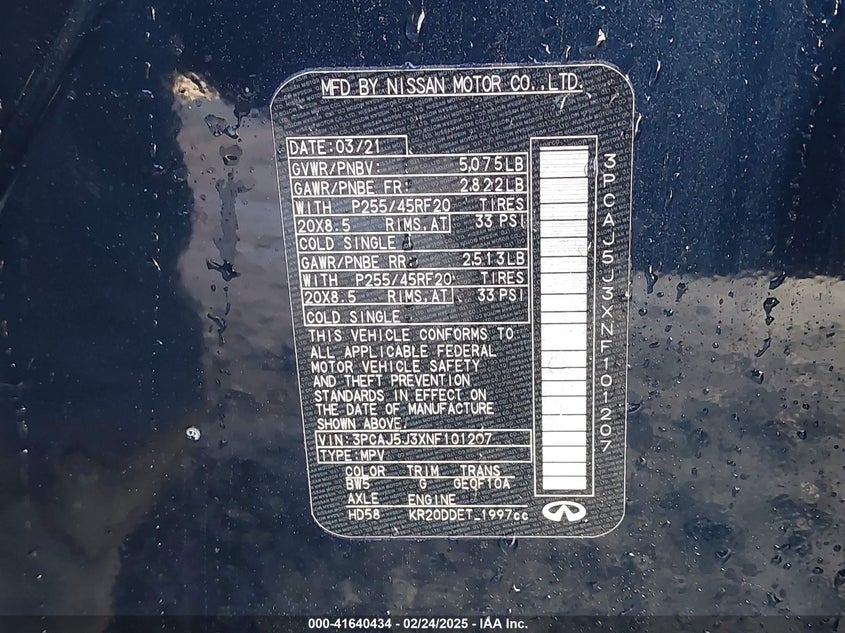 MFD BY NISSAN MOTOR CO.,LTD.
DATE:03/21
GVWR/PNBV: 5,075LB
GAWR/PNBE FR: 2,822LB
WITH P255/45RF20 TIRES
20X8.5 RIMS,AT 33 PSI
COLD SINGLE
GAWR/PNBE RR: 2,513LB
WITH P255/45RF20 TIRES
20X8.5 RIMS,AT 33 PSI
COLD SINGLE
THIS VEHICLE CONFORMS TO
ALL APPLICABLE FEDERAL
MOTOR VEHICLE SAFETY
AND THEFT PREVENTION
STANDARDS IN EFFECT ON
THE DATE OF MANUFACTURE
SHOWN ABOVE.
VIN:3PCAJ5J3XNF101207
TYPE:MPV
COLOR TRIM TRANS
BW5 G GE0F10A
AXLE ENGINE
HD58 KR20DDET 1997cc
3PCAJ5J3XNF101207
000-41640434 – 02/24/2025 – IAA Inc.